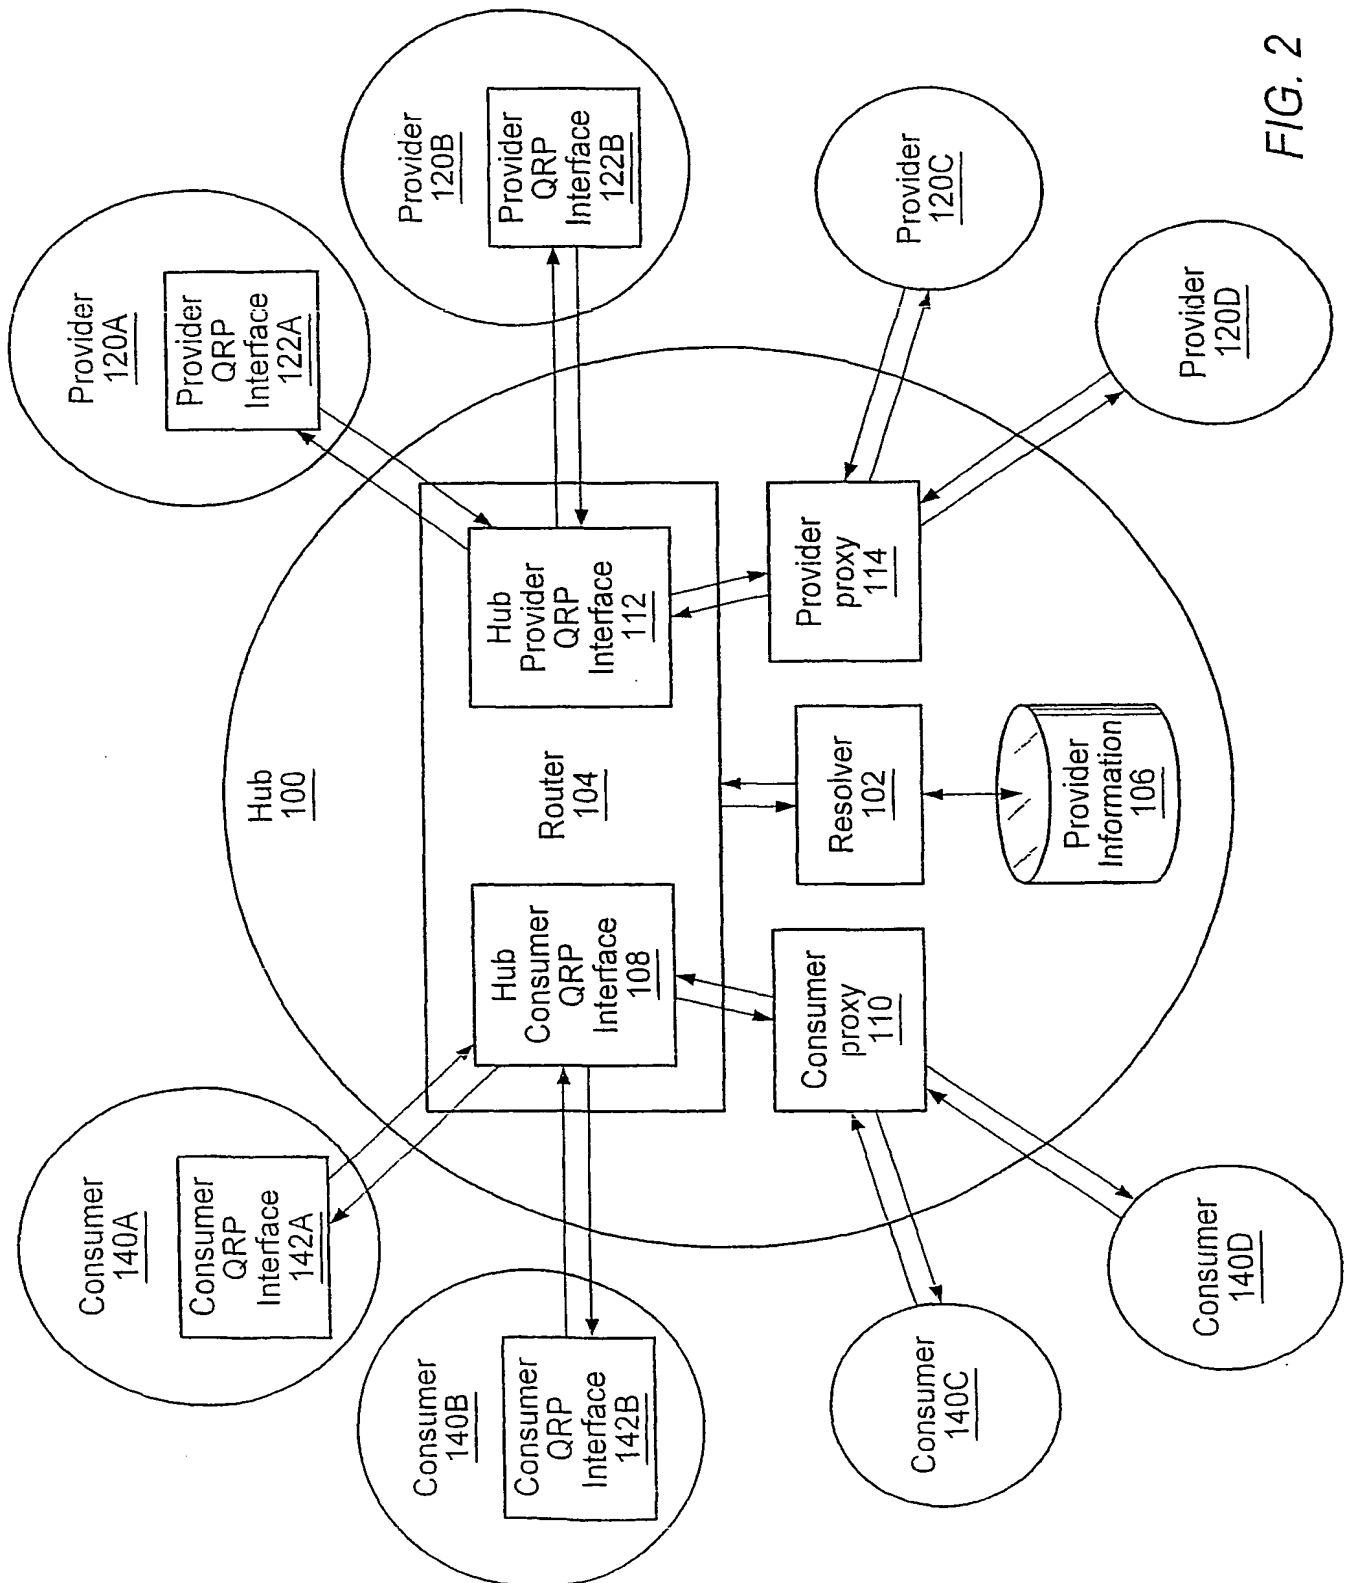 Consumer
140A
Consumer
QRP
Interface
142A
Consumer
140B
Consumer
QRP
Interface
142B
Consumer
140C
Consumer
140D
Hub
100
Router
104
Hub
Consumer
QRP
Interface
108
Hub
Provider
QRP
Interface
112
Consumer
proxy
110
Resolver
102
Provider
proxy
114
Provider
Information
106
Provider
120A
Provider
QRP
Interface
122A
Provider
120B
Provider
QRP
Interface
122B
Provider
120C
Provider
120D
FIG. 2